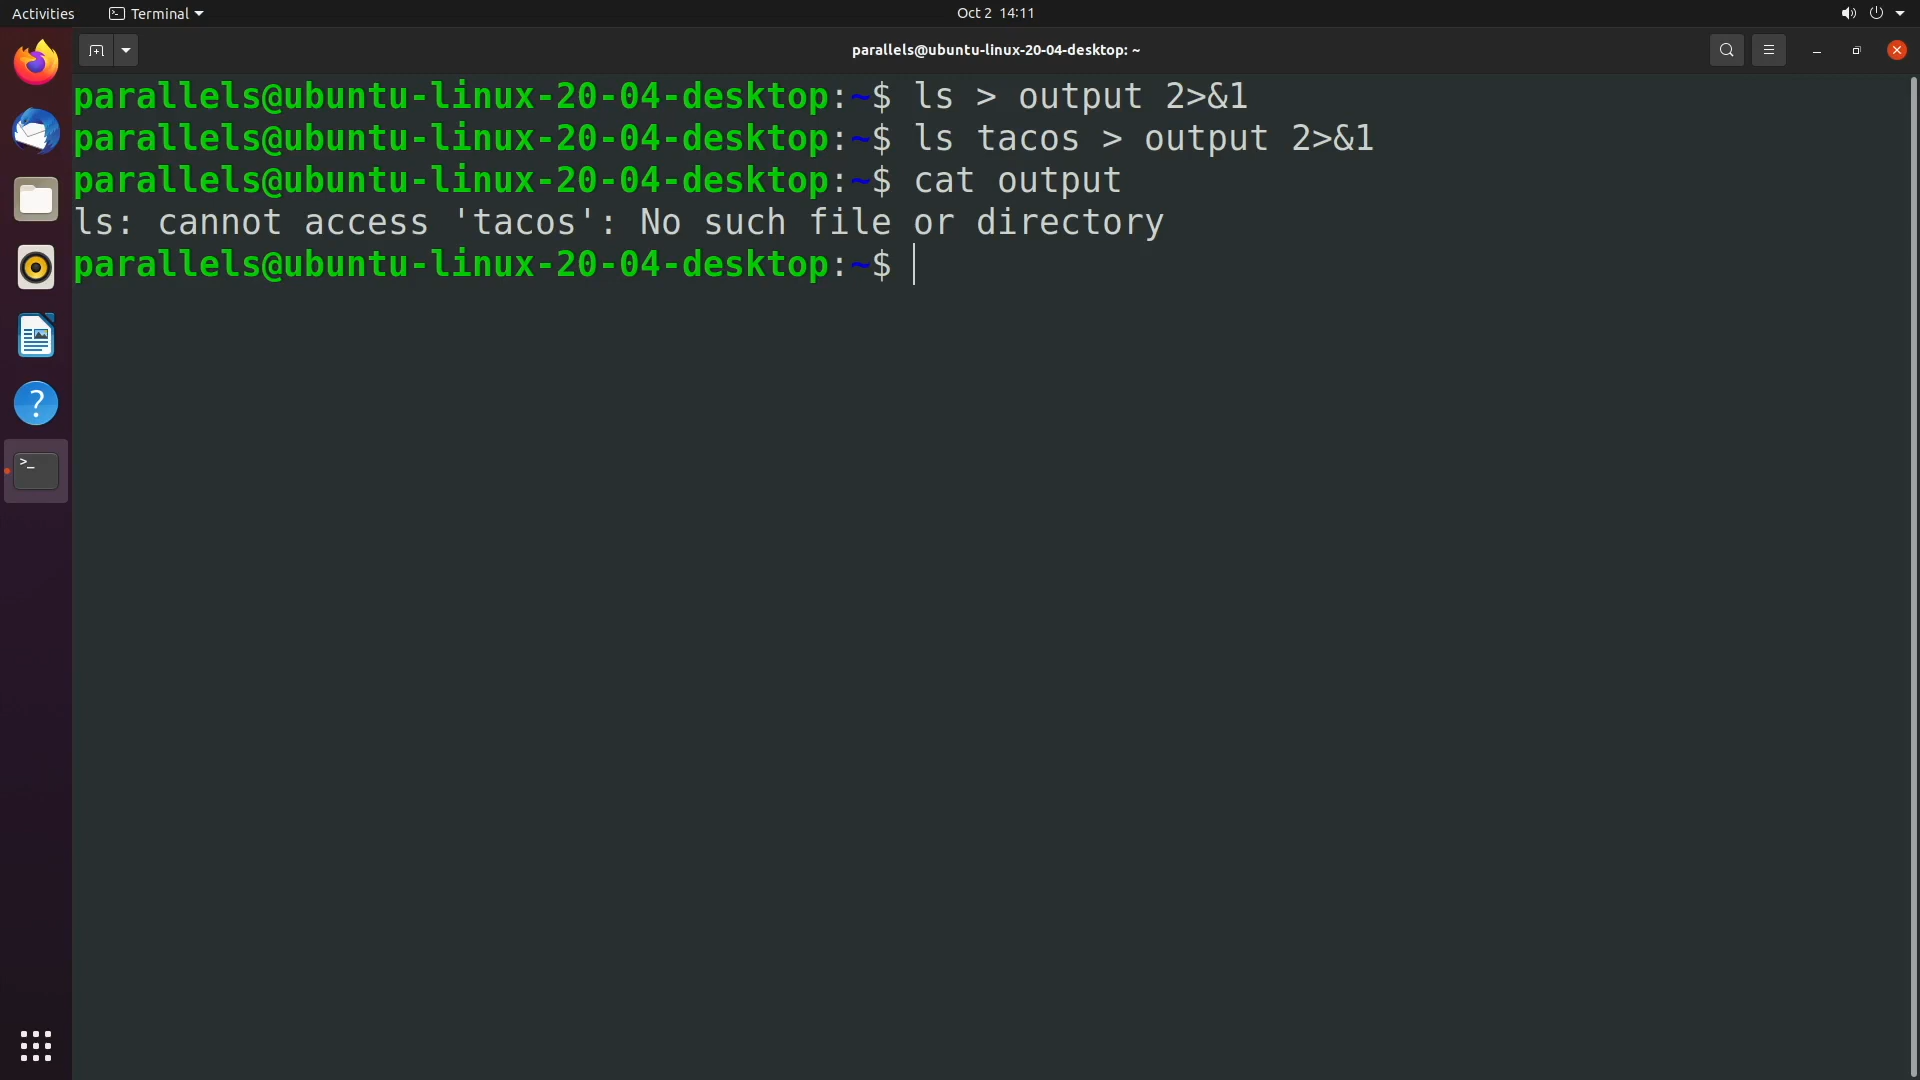 Activities Terminal Oct 2 14:11
parallels@ubuntu-linux-20-04-desktop: ~
parallels@ubuntu-linux-20-04-desktop:~$ ls > output 2>&1
parallels@ubuntu-linux-20-04-desktop:~$ ls tacos > output 2>&1
parallels@ubuntu-linux-20-04-desktop:~$ cat output
ls: cannot access 'tacos': No such file or directory
parallels@ubuntu-linux-20-04-desktop:~$